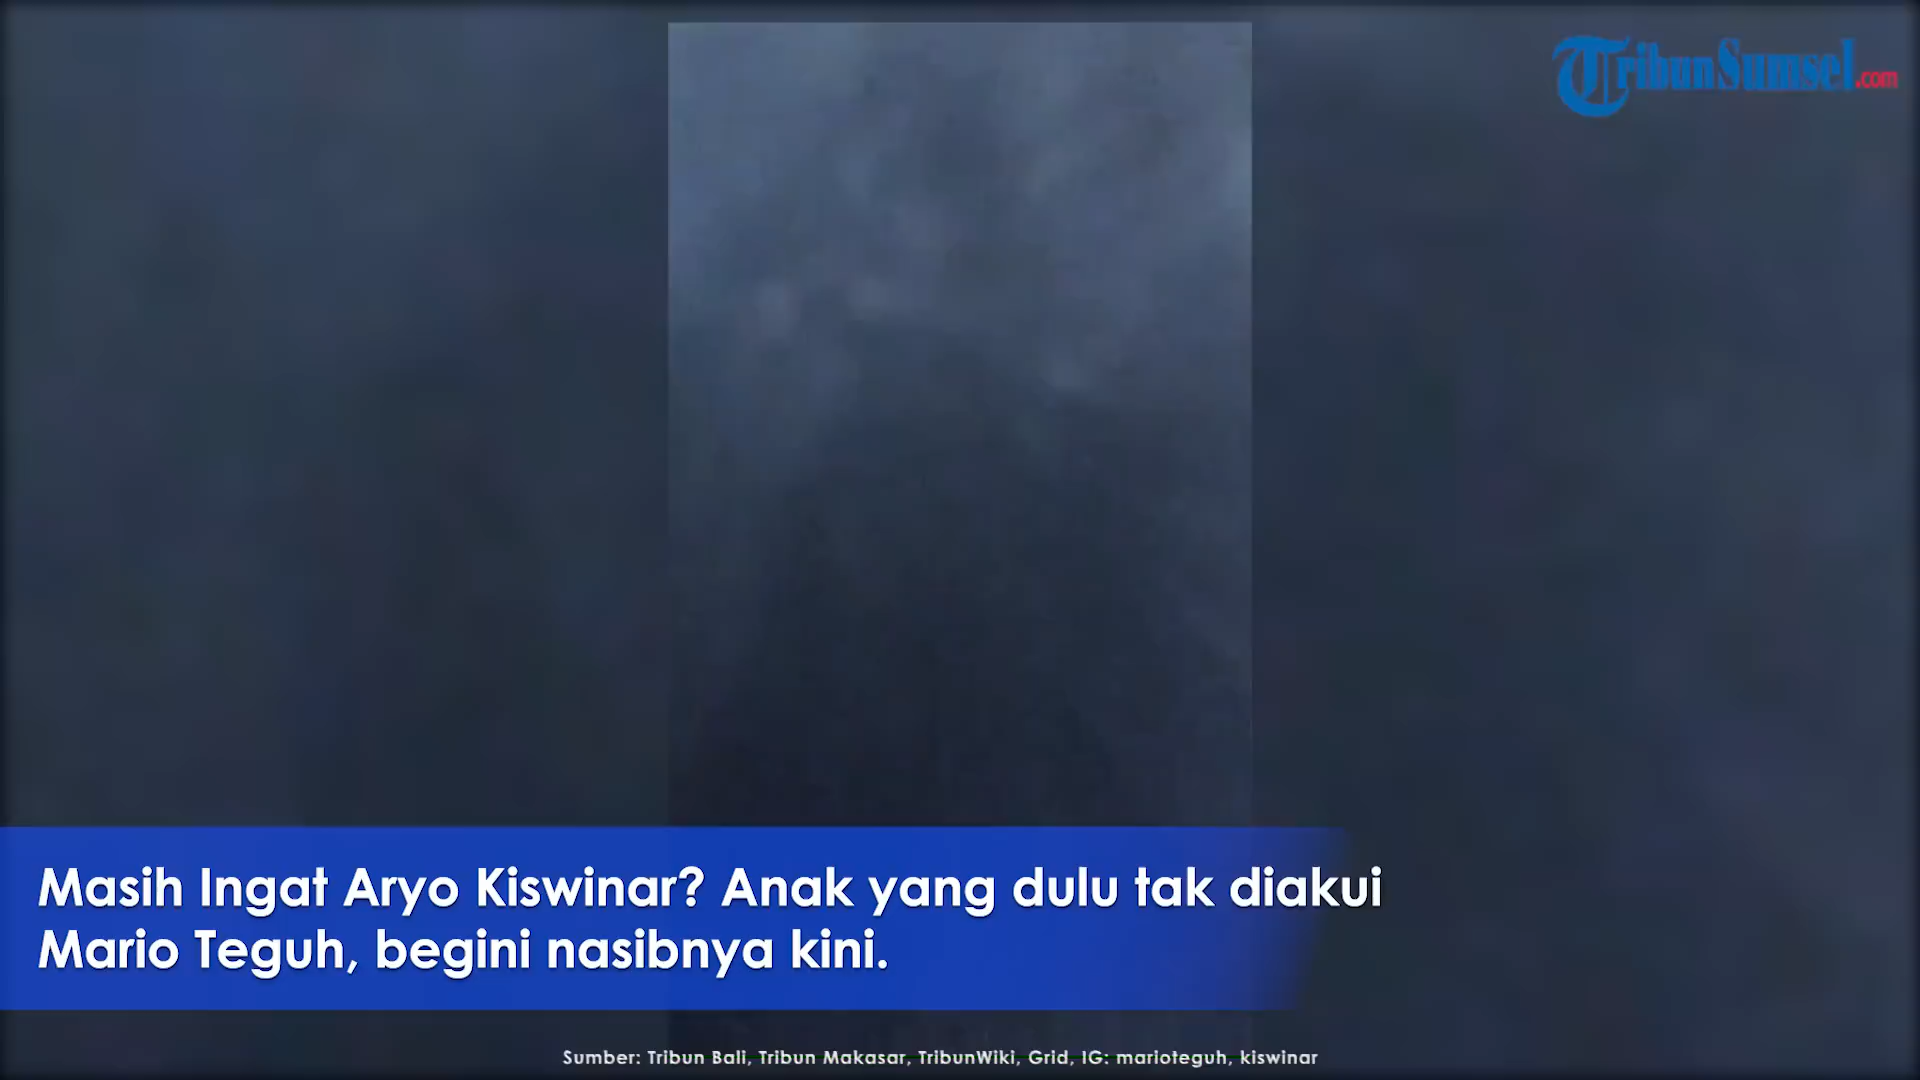 TribunSumsel.com
Masih Ingat Aryo Kiswinar? Anak yang dulu tak diakui
Mario Teguh, begini nasibnya kini.
Sumber: Tribun Bali, Tribun Makasar, TribunWiki, Grid, IG: marioteguh, kiswinar